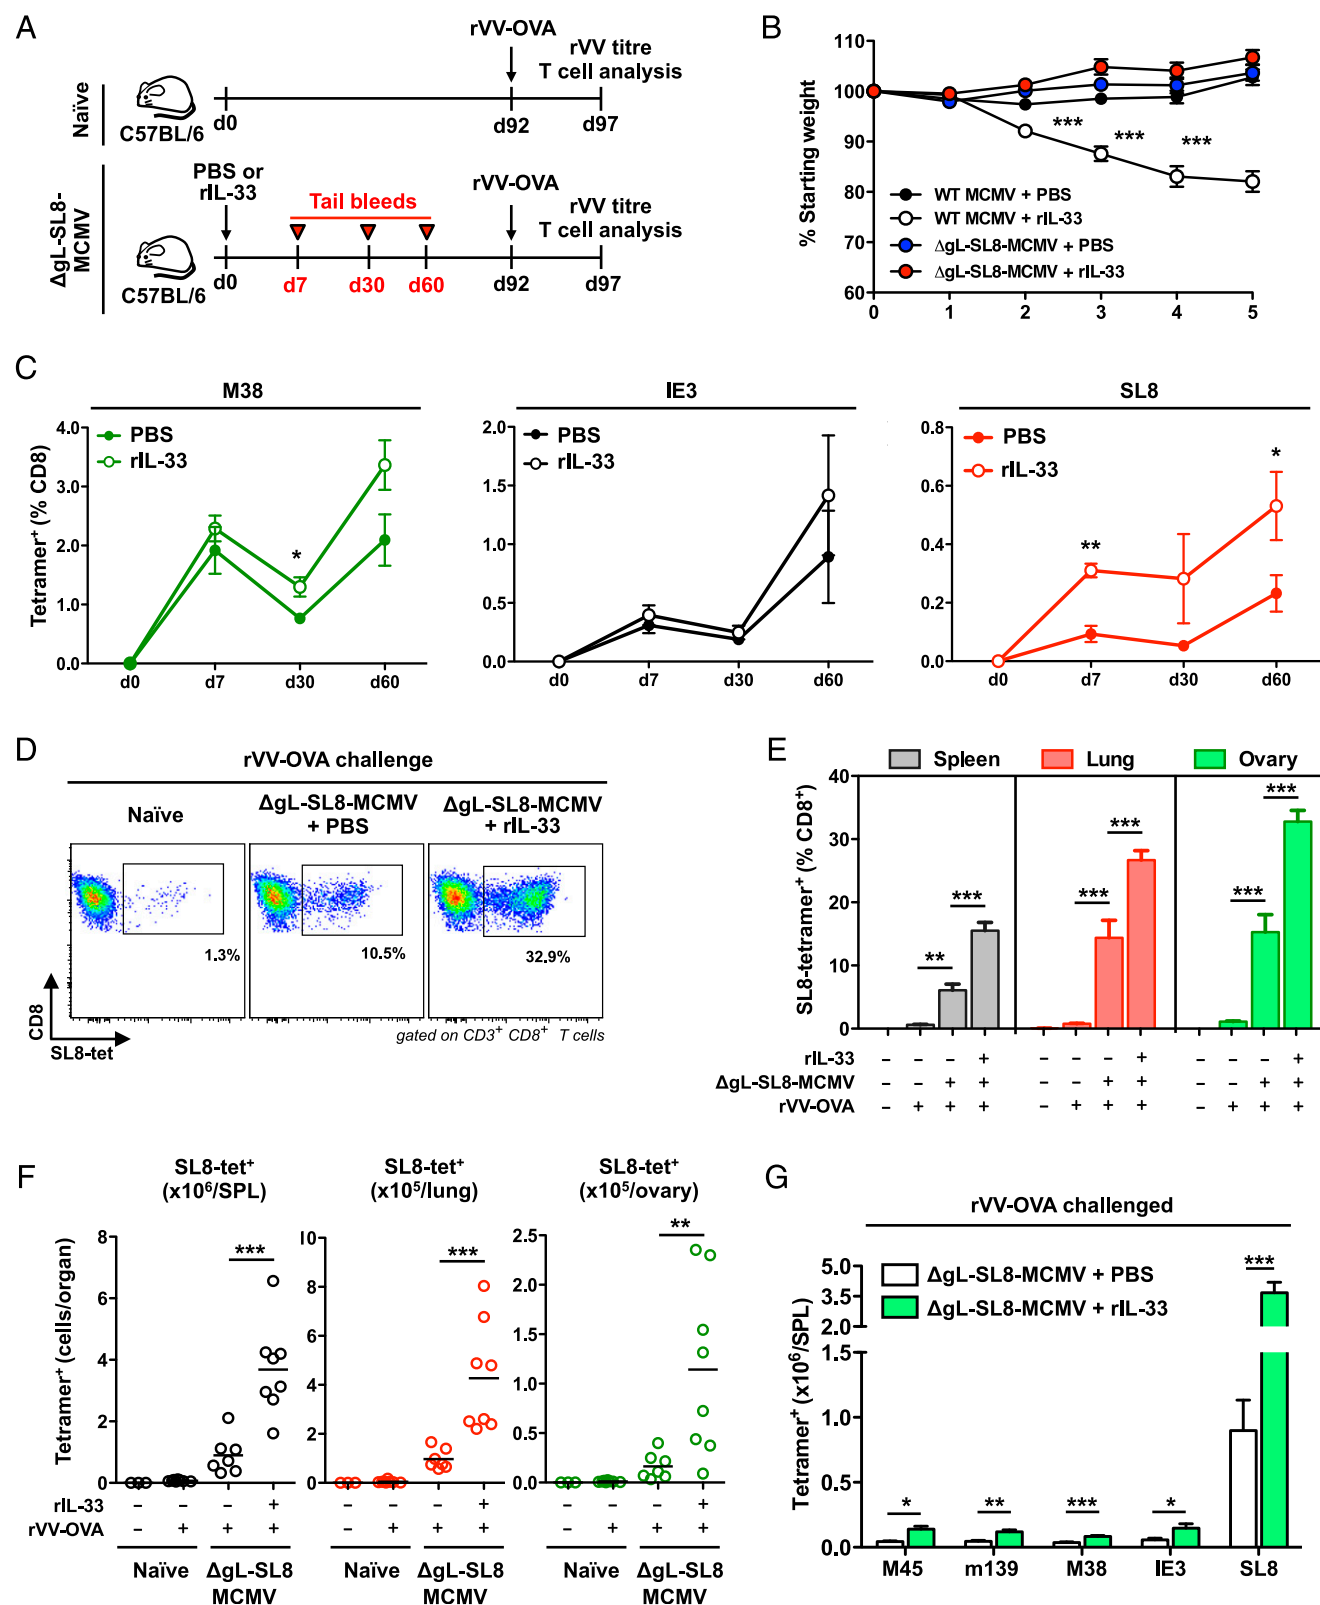 A
Naïve
C57BL/6
rVV-OVA
rVV titre
T cell analysis
d0
d92
d97
ΔgL-SL8-
MCMV
C57BL/6
PBS or
rIL-33
Tail bleeds
rVV-OVA
rVV titre
T cell analysis
d0
d7
d30
d60
d92
d97
B
% Starting weight
110
100
90
80
70
60
***
***
***
WT MCMV + PBS
WT MCMV + rIL-33
ΔgL-SL8-MCMV + PBS
ΔgL-SL8-MCMV + rIL-33
0 1 2 3 4 5
C
M38
Tetramer⁺ (% CD8)
4.0
3.0
2.0
1.0
0.0
PBS
rIL-33
*
d0 d7 d30 d60
IE3
2.0
1.5
1.0
0.5
0.0
PBS
rIL-33
d0 d7 d30 d60
SL8
0.8
0.6
0.4
0.2
0.0
PBS
rIL-33
**
*
d0 d7 d30 d60
D
rVV-OVA challenge
Naïve
ΔgL-SL8-MCMV
+ PBS
ΔgL-SL8-MCMV
+ rIL-33
1.3%
10.5%
32.9%
CD8
SL8-tet
gated on CD3⁺ CD8⁺ T cells
E
Spleen
Lung
Ovary
SL8-tetramer⁺ (% CD8⁺)
40
30
20
10
0
**
***
***
***
***
***
rIL-33 – – – + – – – + – – – +
ΔgL-SL8-MCMV – – + + – – + + – – + +
rVV-OVA – + + + – + + + – + + +
F
SL8-tet⁺
(x10⁶/SPL)
SL8-tet⁺
(x10⁵/lung)
SL8-tet⁺
(x10⁵/ovary)
Tetramer⁺ (cells/organ)
8
6
4
2
0
***
10
8
6
4
2
0
***
2.5
2.0
1.5
1.0
0.5
0.0
**
rIL-33 – – – + – – – + – – – +
rVV-OVA – + + + – + + + – + + +
Naïve
ΔgL-SL8
MCMV
Naïve
ΔgL-SL8
MCMV
Naïve
ΔgL-SL8
MCMV
G
rVV-OVA challenged
ΔgL-SL8-MCMV + PBS
ΔgL-SL8-MCMV + rIL-33
Tetramer⁺ (x10⁶/SPL)
5.0
3.5
2.0
1.5
1.0
0.5
0.0
*
**
***
*
***
M45 m139 M38 IE3 SL8